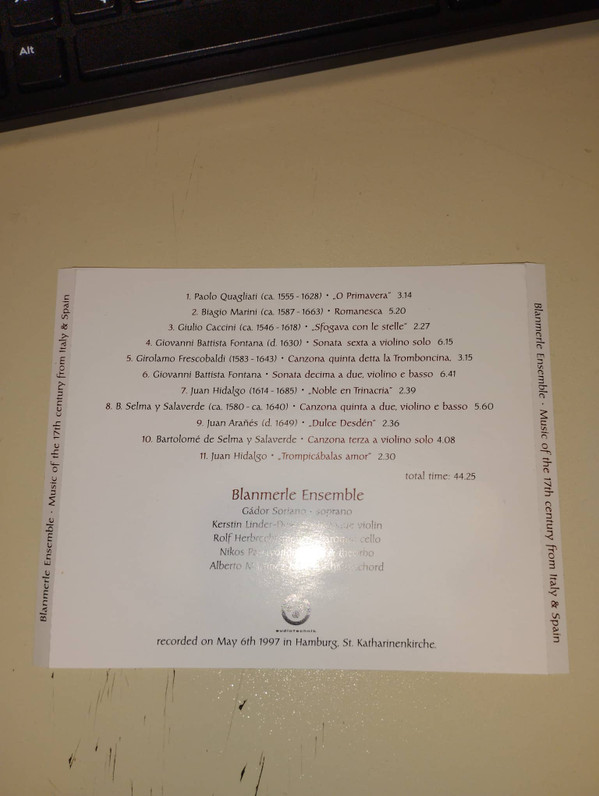 Alt
Blanmerle Ensemble · Music of the 17th century from Italy & Spain
1. Paolo Quagliati (ca. 1555 - 1628) · „O Primavera” 3.14
2. Biagio Marini (ca. 1587 - 1663) · Romanesca 5.20
3. Giulio Caccini (ca. 1546 - 1618) · „Sfogava con le stelle” 2.27
4. Giovanni Battista Fontana (d. 1630) · Sonata sexta a violino solo 6.15
5. Girolamo Frescobaldi (1583 - 1643) · Canzona quinta detta la Tromboncina, 3.15
6. Giovanni Battista Fontana · Sonata decima a due, violino e basso 6.41
7. Juan Hidalgo (1614 - 1685) · „Noble en Trinacria” 2.39
8. B. Selma y Salaverde (ca. 1580 - ca. 1640) · Canzona quinta a due, violino e basso 5.60
9. Juan Arañés (d. 1649) · „Dulce Desdén” 2.36
10. Bartolomé de Selma y Salaverde · Canzona terza a violino solo 4.08
11. Juan Hidalgo · „Trompicábalas amor” 2.30
total time: 44.25
Blanmerle Ensemble
Gádor Soriano - soprano
Kerstin Linder- violin
Rolf cello
Nikos
Alberto
audiotechnik
recorded on May 6th 1997 in Hamburg, St. Katharinenkirche.
Blanmerle Ensemble · Music of the 17th century from Italy & Spain